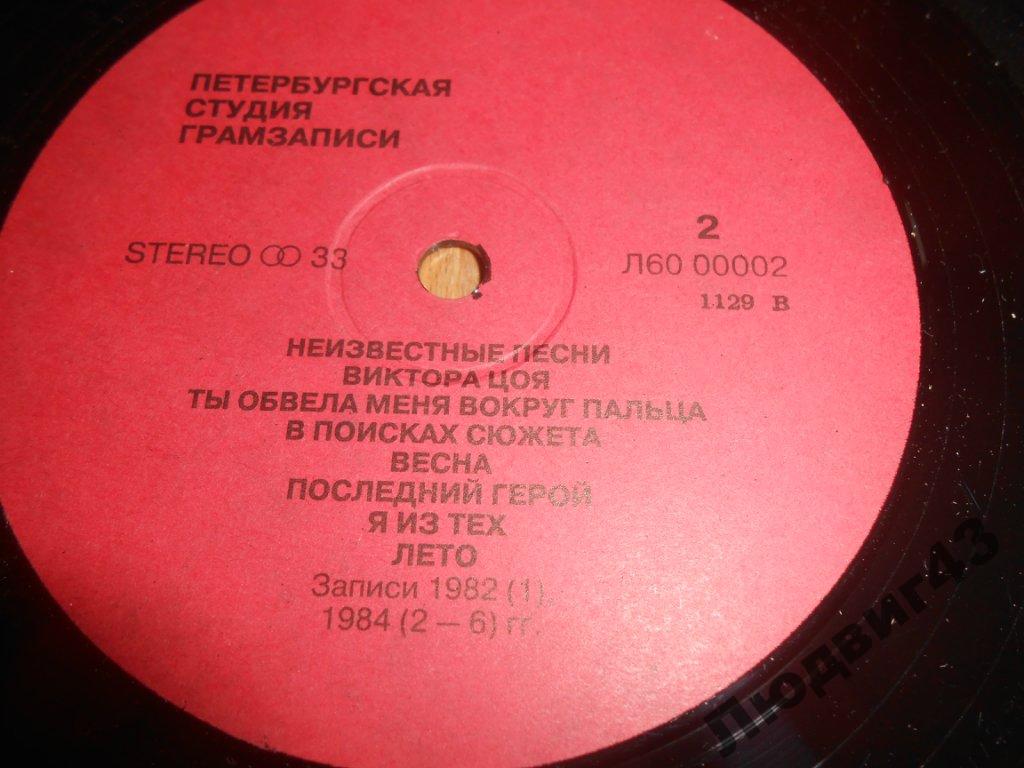 ПЕТЕРБУРГСКАЯ
СТУДИЯ
ГРАМЗАПИСИ
STEREO 33
2
Л60 00002
1129 В
НЕИЗВЕСТНЫЕ ПЕСНИ
ВИКТОРА ЦОЯ
ТЫ ОБВЕЛА МЕНЯ ВОКРУГ ПАЛЬЦА
В ПОИСКАХ СЮЖЕТА
ВЕСНА
ПОСЛЕДНИЙ ГЕРОЙ
Я ИЗ ТЕХ
ЛЕТО
Записи 1982 (1),
1984 (2 — 6) гг.
Людвиг43